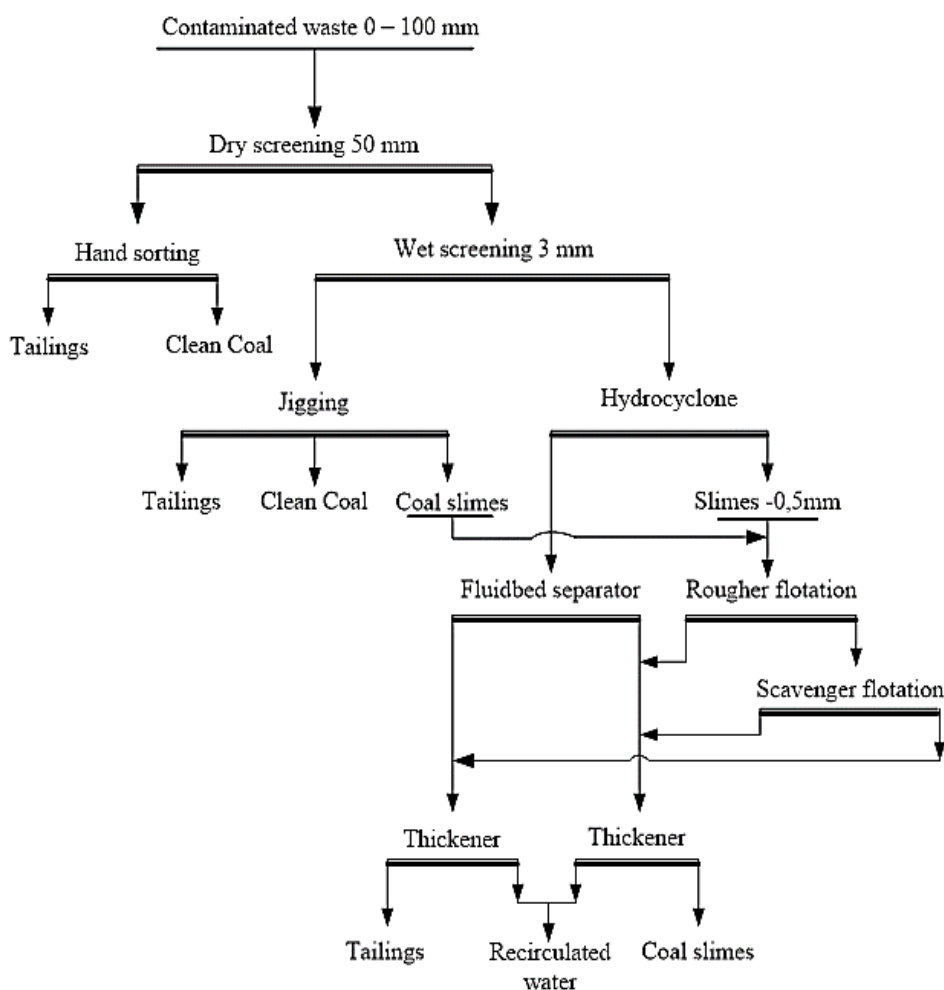 Contaminated waste 0 – 100 mm
Dry screening 50 mm
Hand sorting
Wet screening 3 mm
Tailings
Clean Coal
Jigging
Hydrocyclone
Tailings
Clean Coal
Coal slimes
Slimes -0,5mm
Fluidbed separator
Rougher flotation
Scavenger flotation
Thickener
Thickener
Tailings
Recirculated
water
Coal slimes